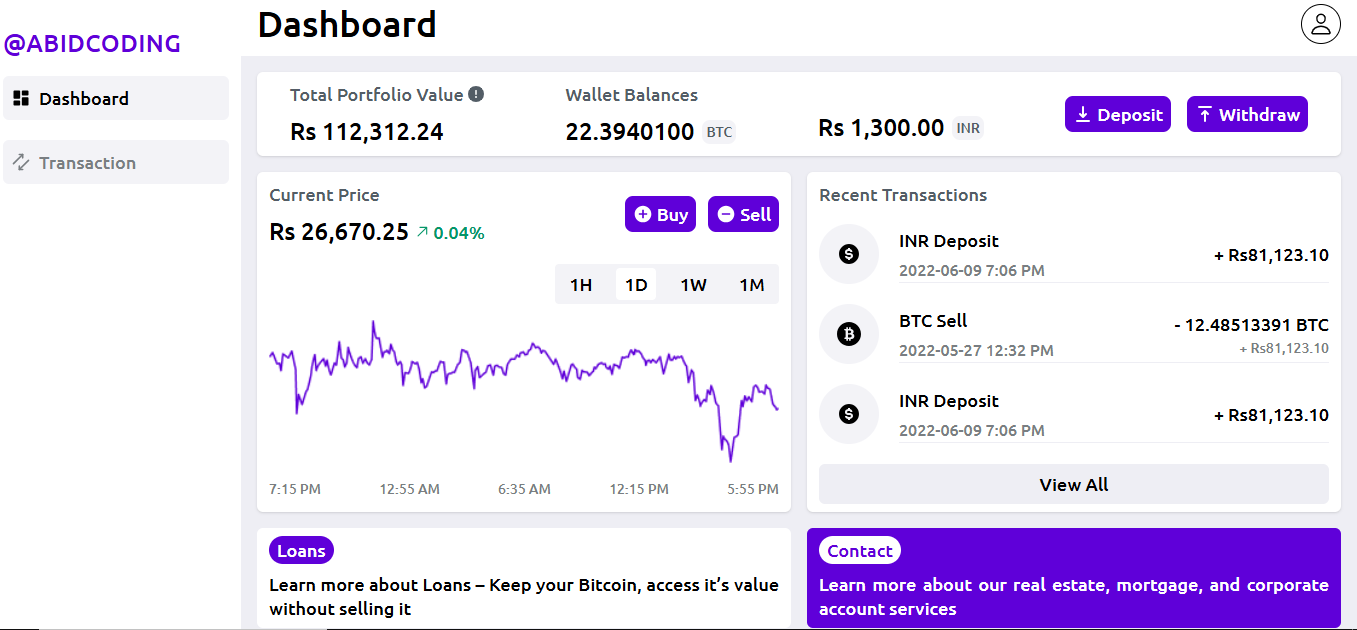 @ABIDCODING
Dashboard
Transaction
Dashboard
Total Portfolio Value
Rs 112,312.24
Wallet Balances
22.3940100 BTC
Rs 1,300.00 INR
Deposit
Withdraw
Current Price
Rs 26,670.25 0.04%
Buy
Sell
1H 1D 1W 1M
7:15 PM 12:55 AM 6:35 AM 12:15 PM 5:55 PM
Recent Transactions
INR Deposit
2022-06-09 7:06 PM
+ Rs81,123.10
BTC Sell
2022-05-27 12:32 PM
- 12.48513391 BTC
+ Rs81,123.10
INR Deposit
2022-06-09 7:06 PM
+ Rs81,123.10
View All
Loans
Learn more about Loans – Keep your Bitcoin, access it’s value
without selling it
Contact
Learn more about our real estate, mortgage, and corporate
account services